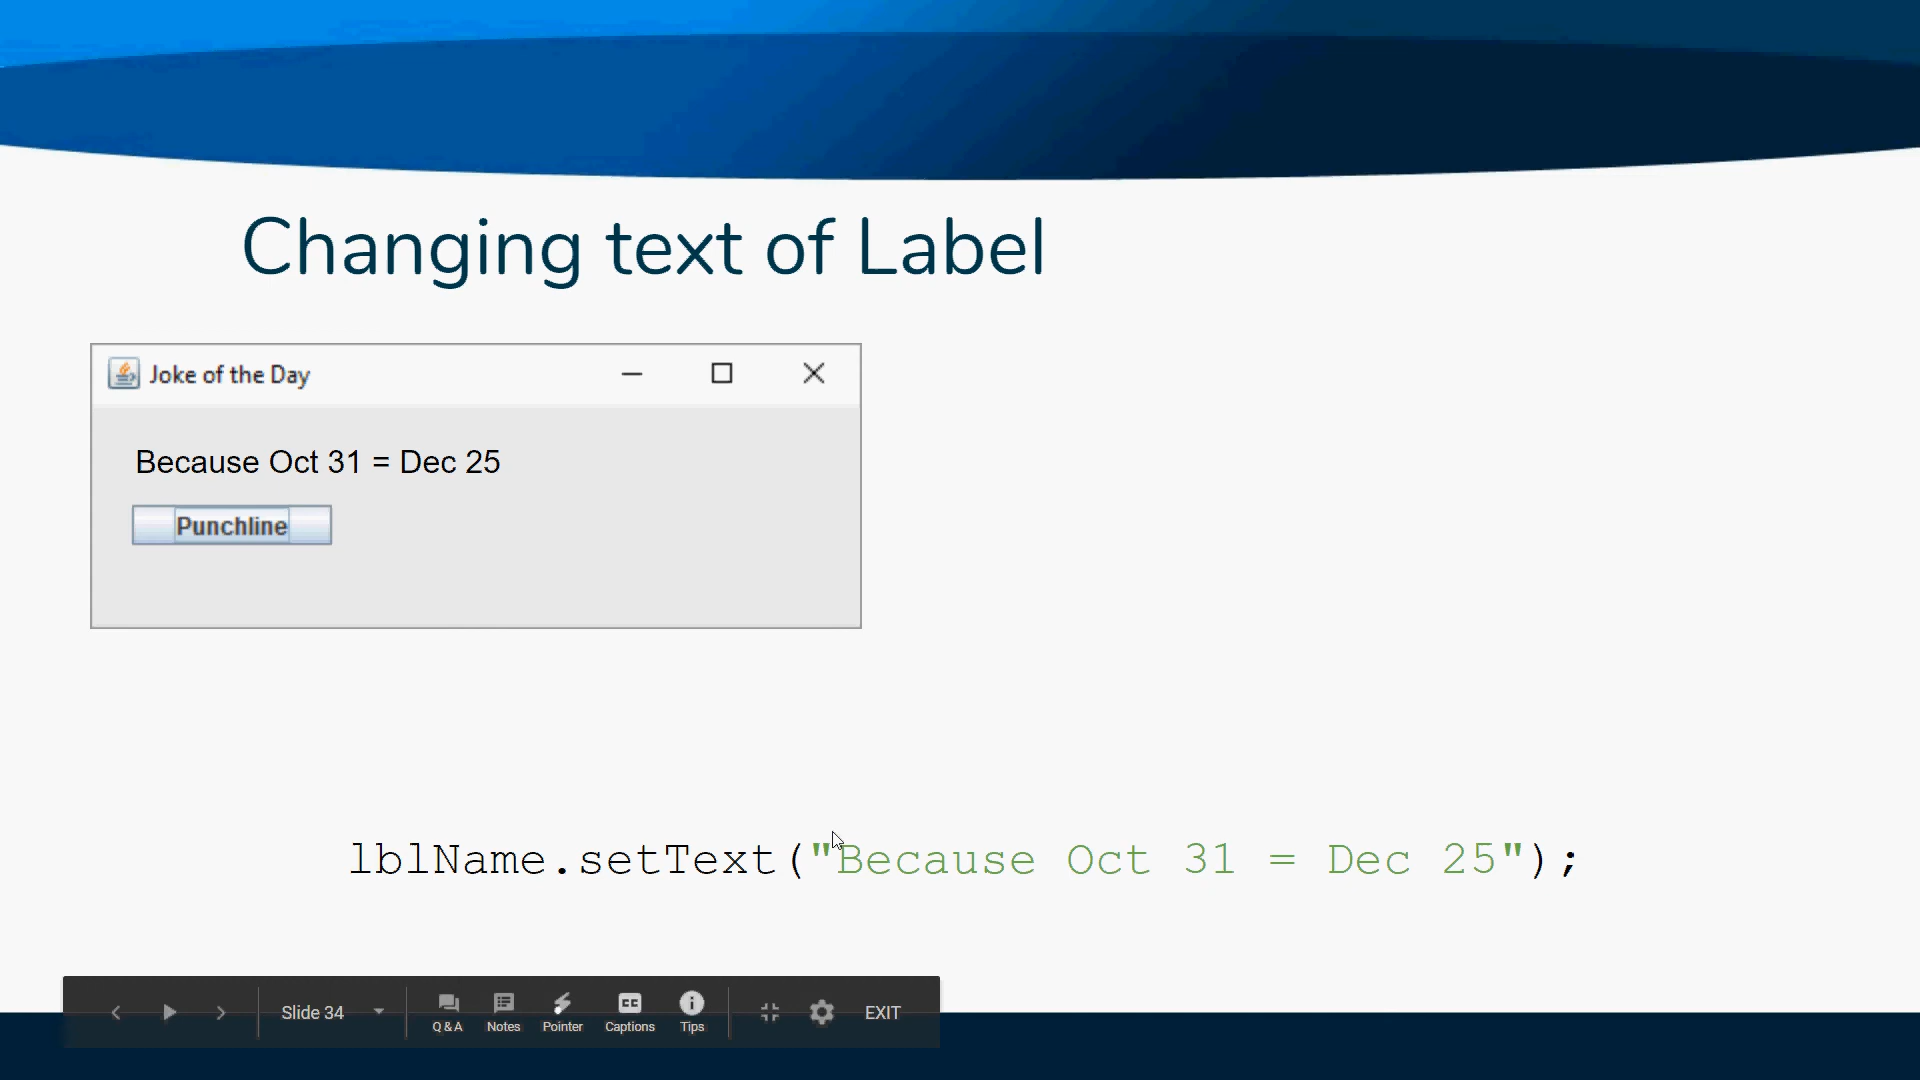 Changing text of Label
Joke of the Day
Because Oct 31 = Dec 25
Punchline
lblName.setText("Because Oct 31 = Dec 25");
Slide 34
Q & A
Notes
Pointer
CC
Captions
Tips
EXIT